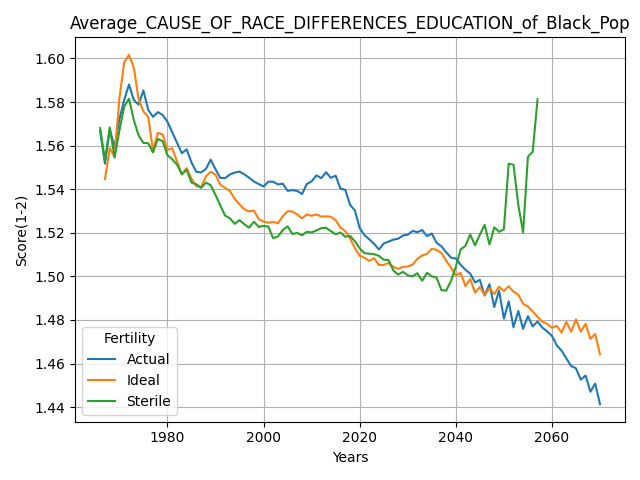 Average_CAUSE_OF_RACE_DIFFERENCES_EDUCATION_of_Black_Pop
Score(1-2)
1.60
1.58
1.56
1.54
1.52
1.50
1.48
1.46
1.44
Fertility
Actual
Ideal
Sterile
1980 2000 2020 2040 2060
Years